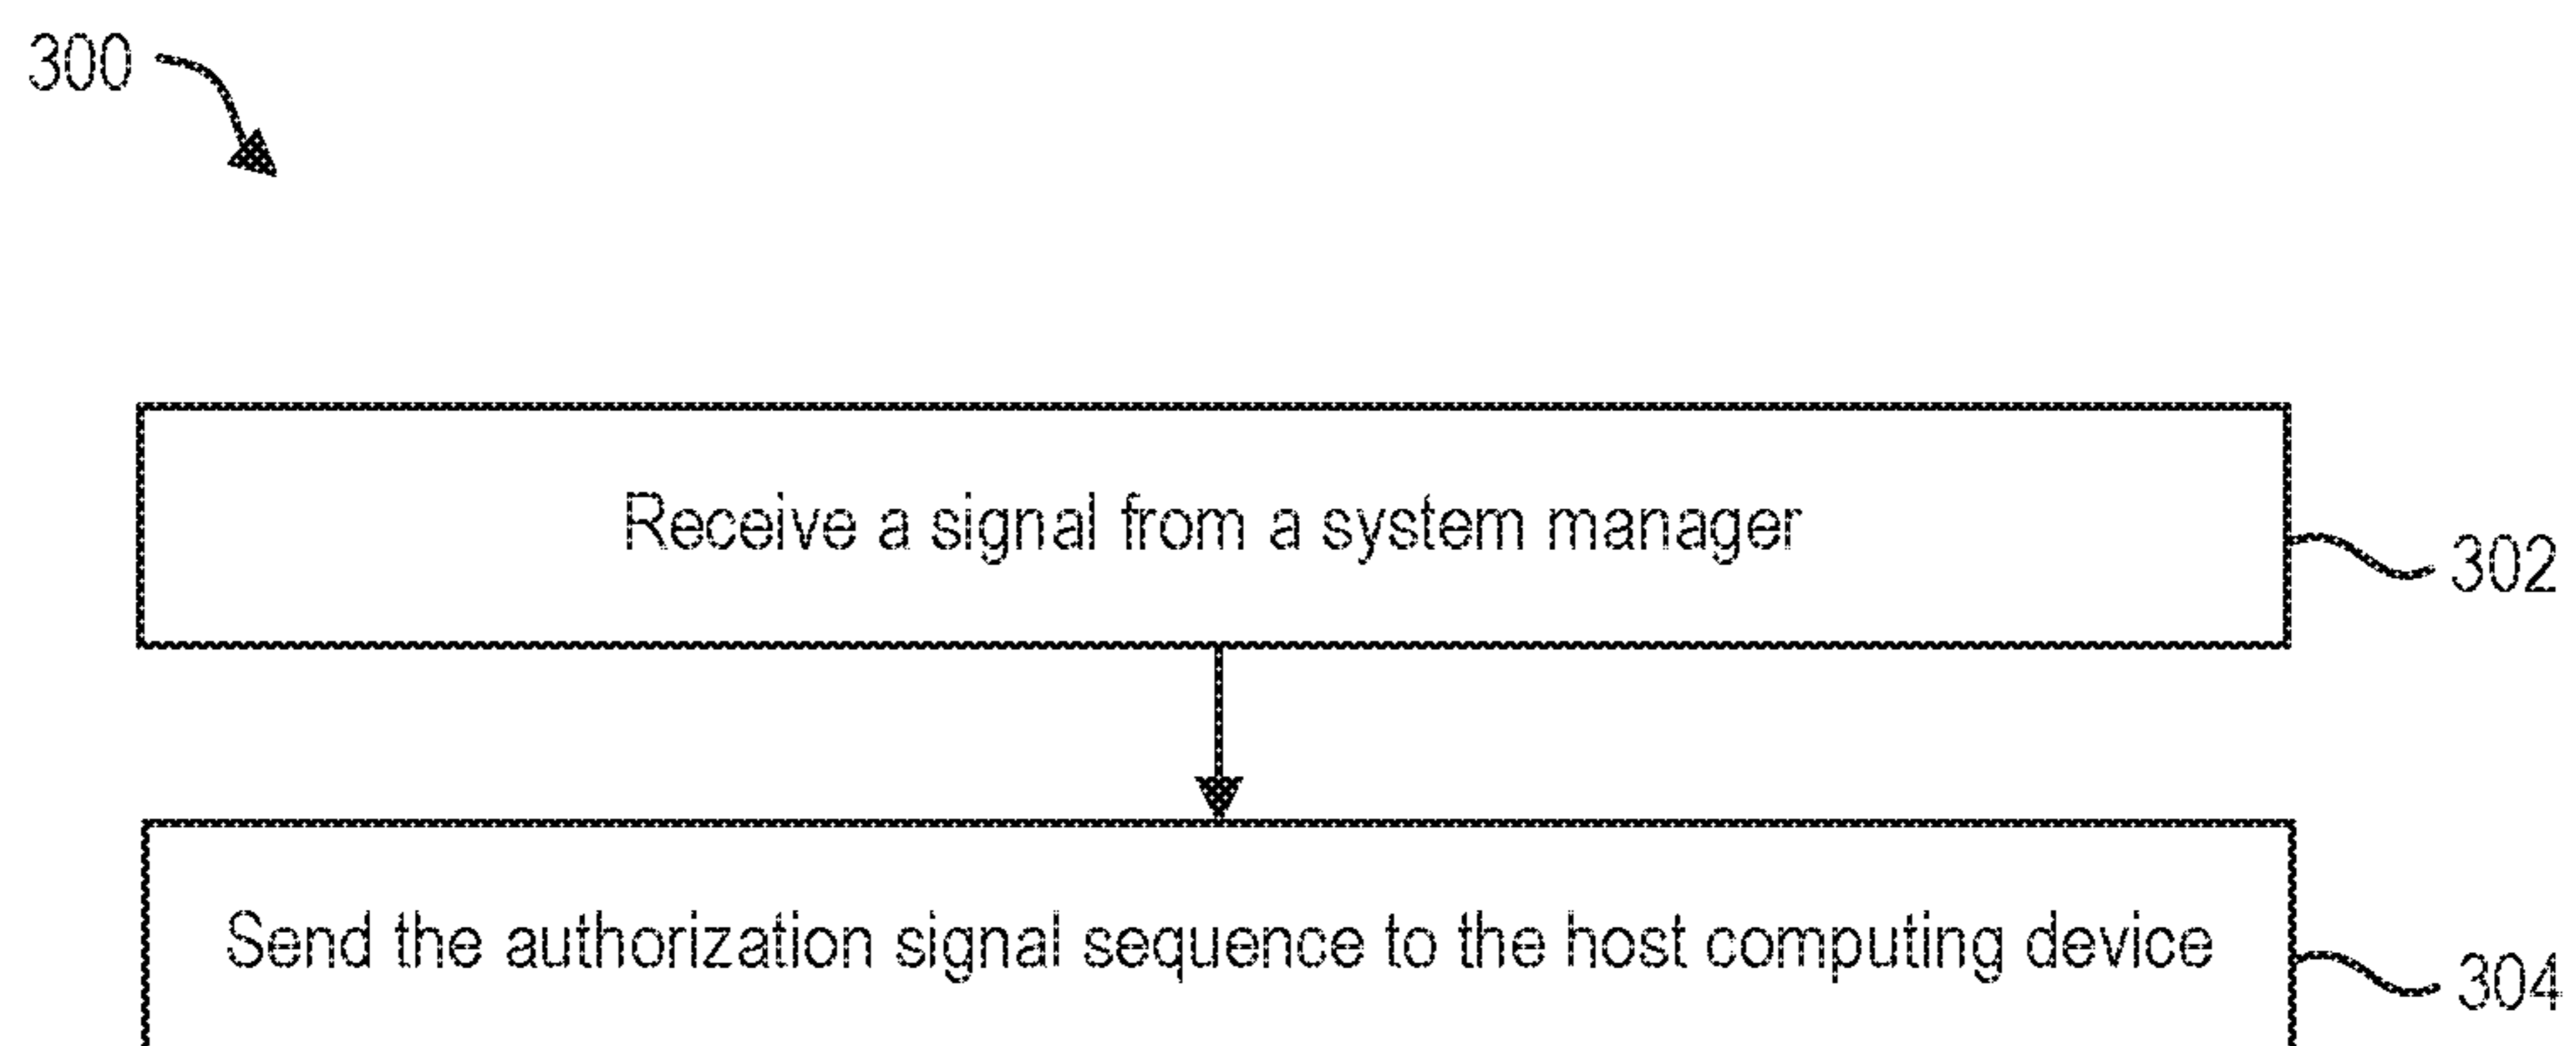 300
Receive a signal from a system manager
302
Send the authorization signal sequence to the host computing device
304